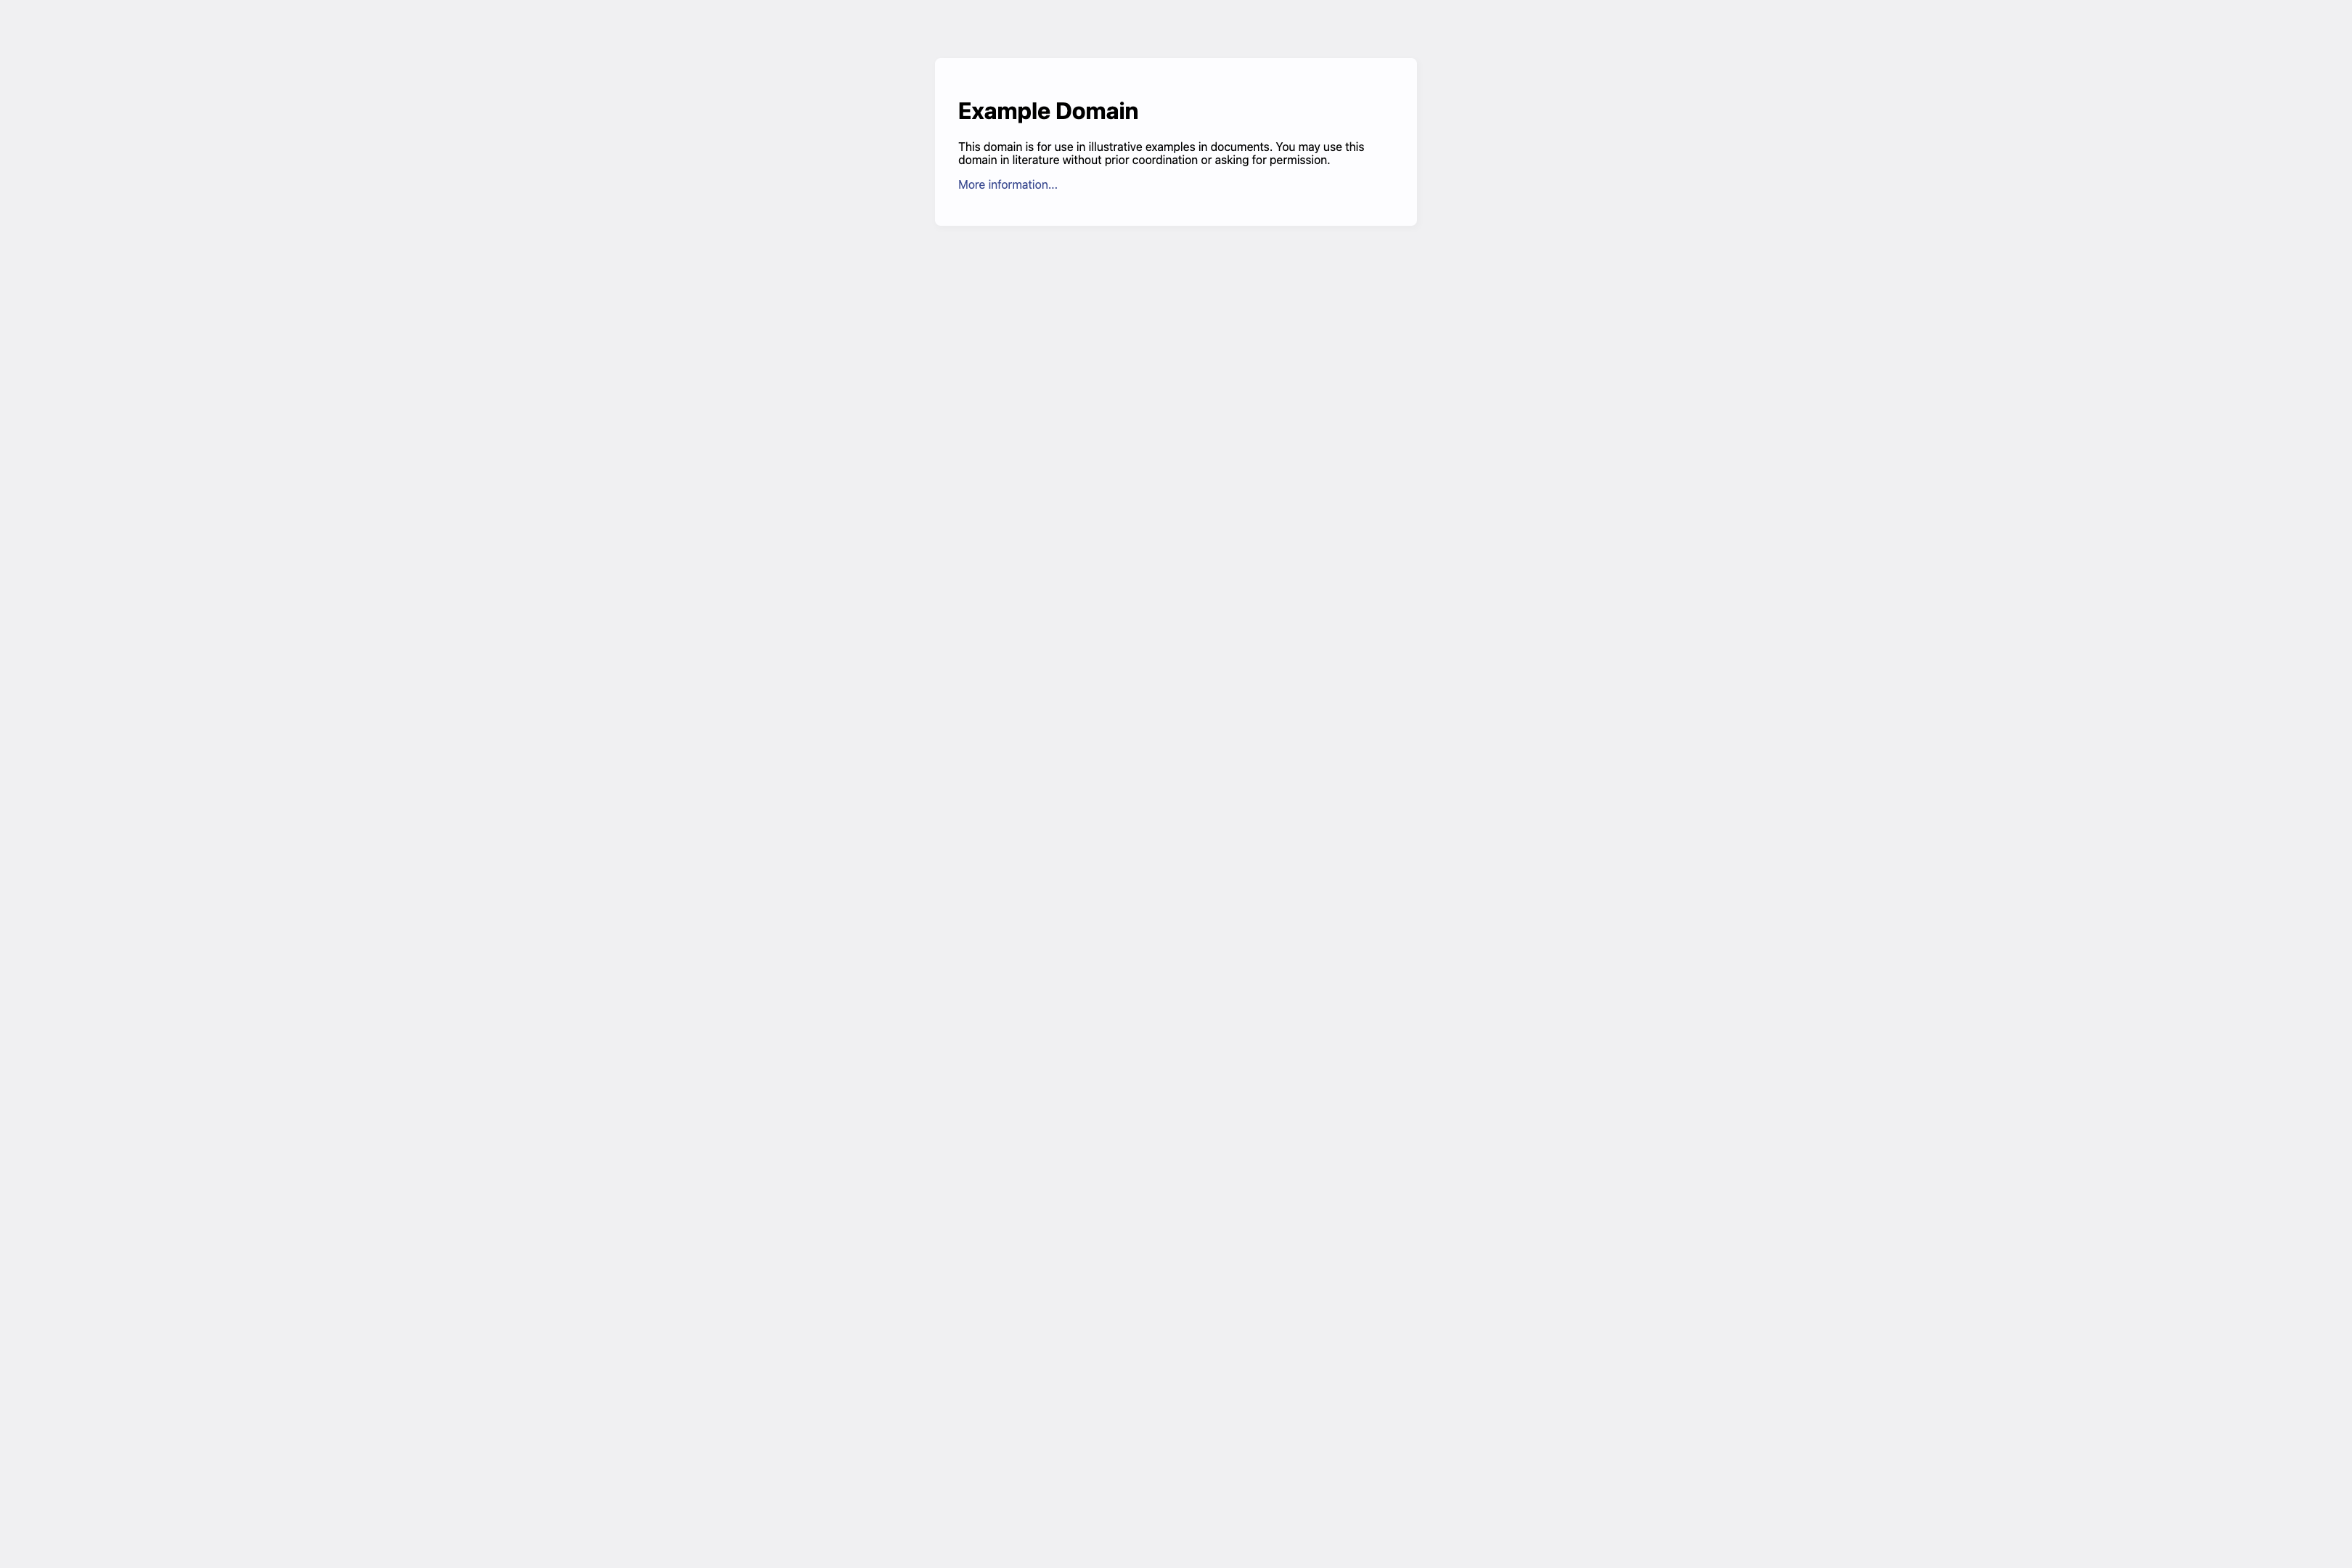 Example Domain
This domain is for use in illustrative examples in documents. You may use this
domain in literature without prior coordination or asking for permission.
More information...